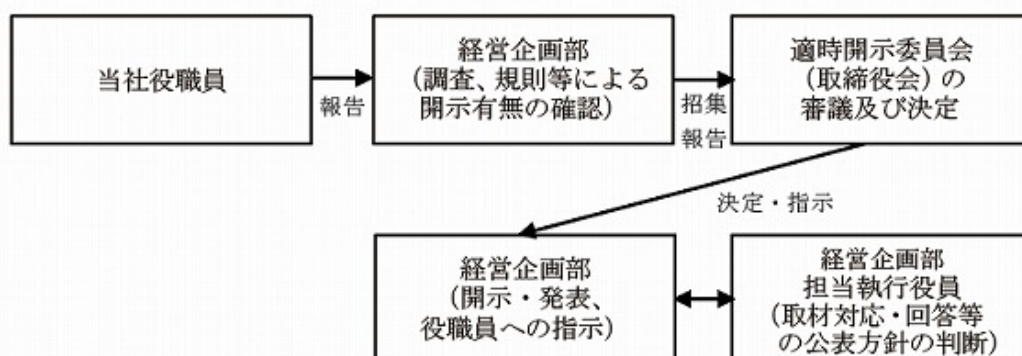 当社役職員
報告
経営企画部
（調査、規則等による
開示有無の確認）
招集
報告
適時開示委員会
（取締役会）の
審議及び決定
決定・指示
経営企画部
（開示・発表、
役職員への指示）
経営企画部
担当執行役員
（取材対応・回答等
の公表方針の判断）